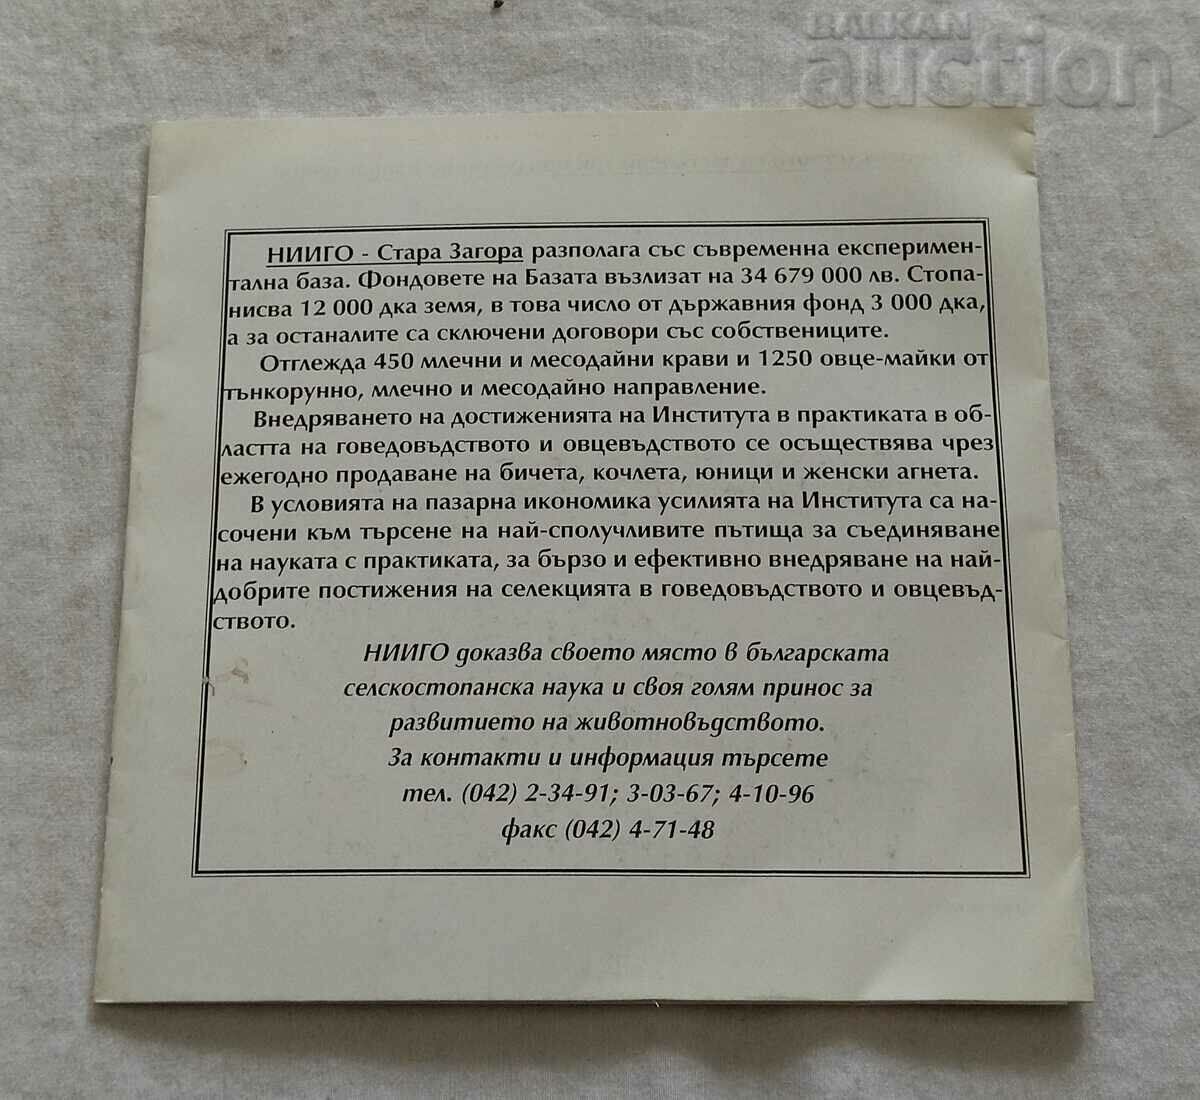 BALKAN
auction
НИИГО - Стара Загора разполага със съвременна експеримен-
тална база. Фондовете на Базата възлизат на 34 679 000 лв. Стопа-
нисва 12 000 дка земя, в това число от държавния фонд 3 000 дка,
а за останалите са сключени договори със собствениците.
Отглежда 450 млечни и месодайни крави и 1250 овце-майки от
тънкорунно, млечно и месодайно направление.
Внедряването на достиженията на Института в практиката в об-
ластта на говедовъдството и овцевъдството се осъществява чрез
ежегодно продаване на бичета, кочлета, юници и женски агнета.
В условията на пазарна икономика усилията на Института са на-
сочени към търсене на най-сполучливите пътища за съединяване
на науката с практиката, за бързо и ефективно внедряване на най-
добрите постижения на селекцията в говедовъдството и овцевъд-
ството.
НИИГО доказва своето място в българската
селскостопанска наука и своя голям принос за
развитието на животновъдството.
За контакти и информация търсете
тел. (042) 2-34-91; 3-03-67; 4-10-96
факс (042) 4-71-48